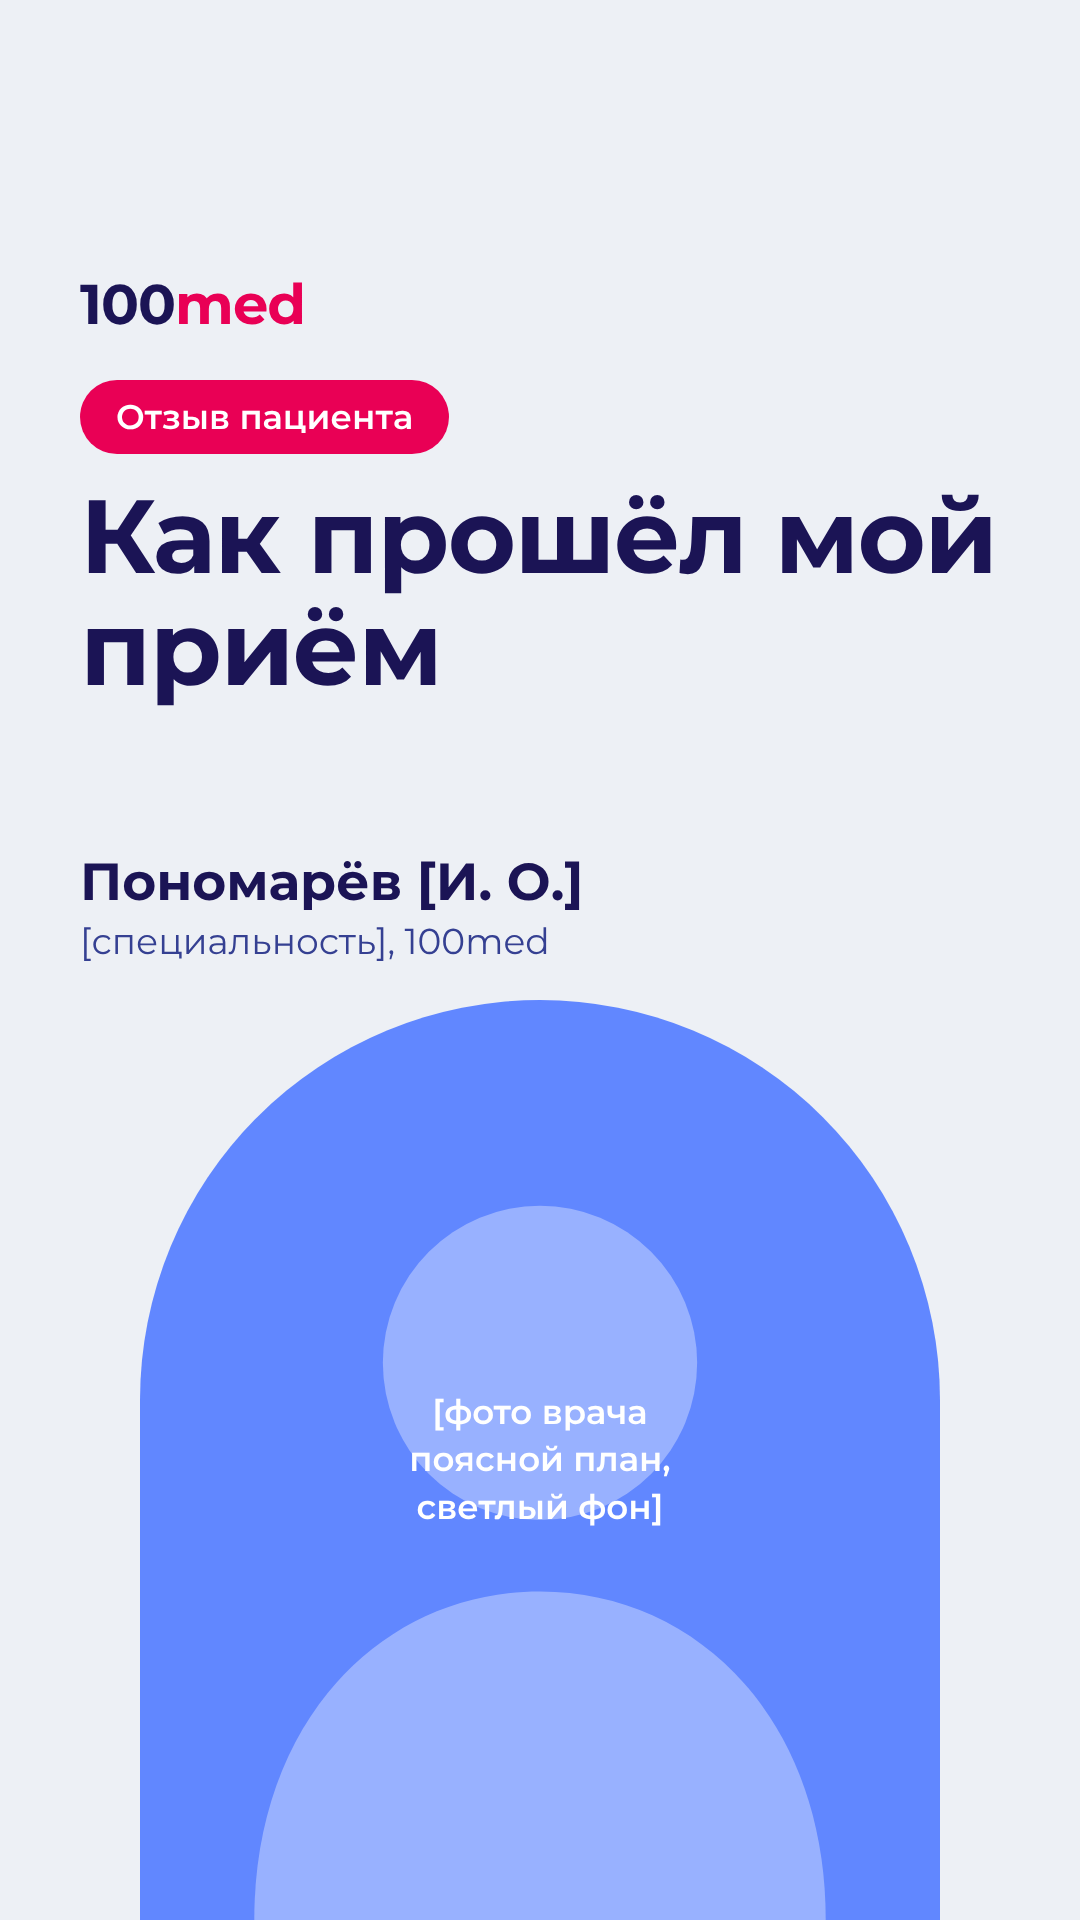 100med
Отзыв пациента
Как прошёл мой
приём
Пономарёв [И. О.]
[специальность], 100med
[фото врача
поясной план,
светлый фон]